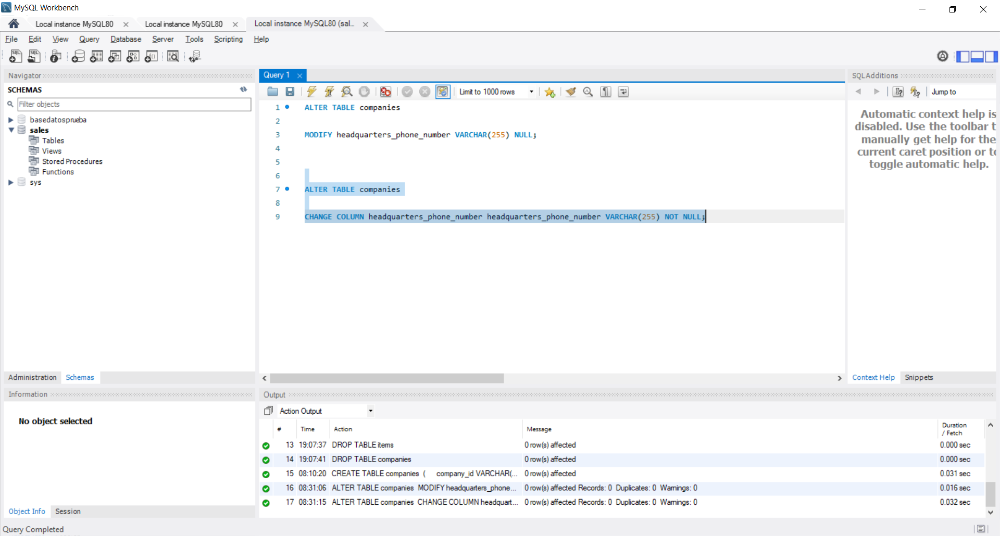 MySQL Workbench
Local instance MySQL80
Local instance MySQL80
Local instance MySQL80 (sal...
File Edit View Query Database Server Tools Scripting Help
Navigator
SCHEMAS
Filter objects
basedatosprueba
sales
Tables
Views
Stored Procedures
Functions
sys
Administration Schemas
Information
No object selected
Object Info Session
Query 1
Limit to 1000 rows
1 ALTER TABLE companies
2
3 MODIFY headquarters_phone_number VARCHAR(255) NULL;
4
5
6
7 ALTER TABLE companies
8
9 CHANGE COLUMN headquarters_phone_number headquarters_phone_number VARCHAR(255) NOT NULL;
SQLAdditions
Jump to
Automatic context help is
disabled. Use the toolbar t
manually get help for the
current caret position or to
toggle automatic help.
Context Help Snippets
Output
Action Output
# Time Action Message Duration / Fetch
13 19:07:37 DROP TABLE items 0 row(s) affected 0.000 sec
14 19:07:41 DROP TABLE companies 0 row(s) affected 0.000 sec
15 08:10:20 CREATE TABLE companies ( company_id VARCHAR(... 0 row(s) affected 0.031 sec
16 08:31:06 ALTER TABLE companies MODIFY headquarters_phone... 0 row(s) affected Records: 0 Duplicates: 0 Warnings: 0 0.016 sec
17 08:31:15 ALTER TABLE companies CHANGE COLUMN headquart... 0 row(s) affected Records: 0 Duplicates: 0 Warnings: 0 0.032 sec
Query Completed